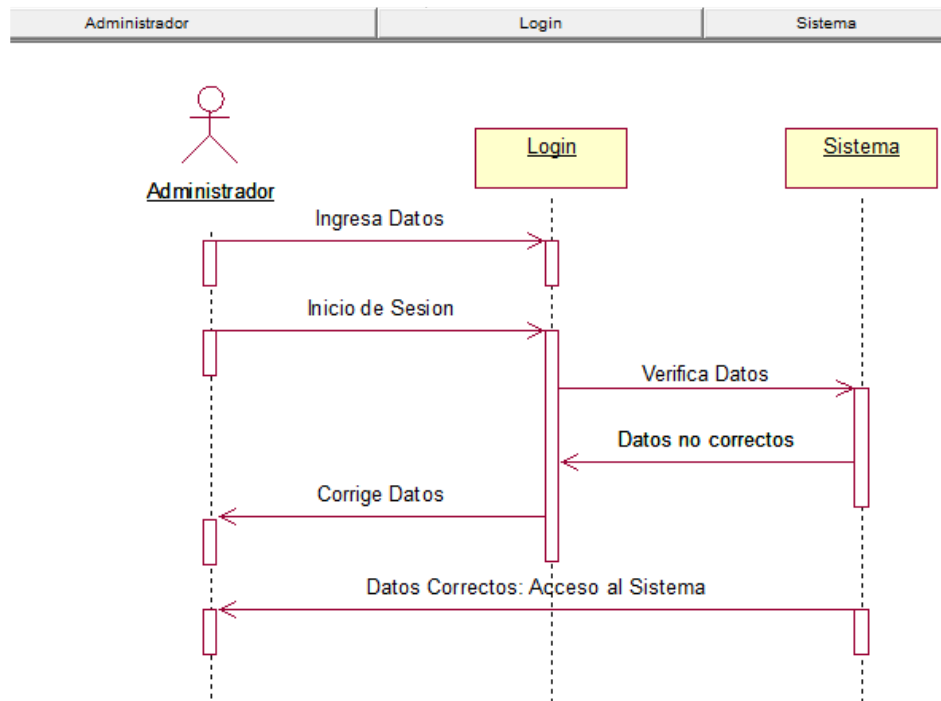 Administrador
Login
Sistema
Login
Sistema
Administrador
Ingresa Datos
Inicio de Sesion
Verifica Datos
Datos no correctos
Corrige Datos
Datos Correctos: Acceso al Sistema